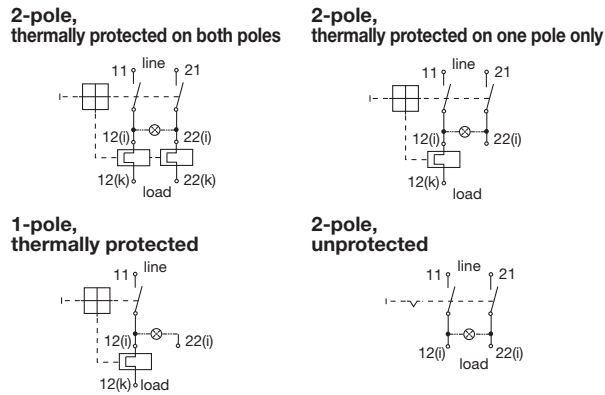 2-pole,
thermally protected on both poles
11 line 21
12(i) 22(i)
12(k) 22(k)
load
2-pole,
thermally protected on one pole only
11 line 21
12(i) 22(i)
12(k)
load
1-pole,
thermally protected
11 line
12(i) 22(i)
12(k) load
2-pole,
unprotected
11 line 21
12(i) 22(i)
load